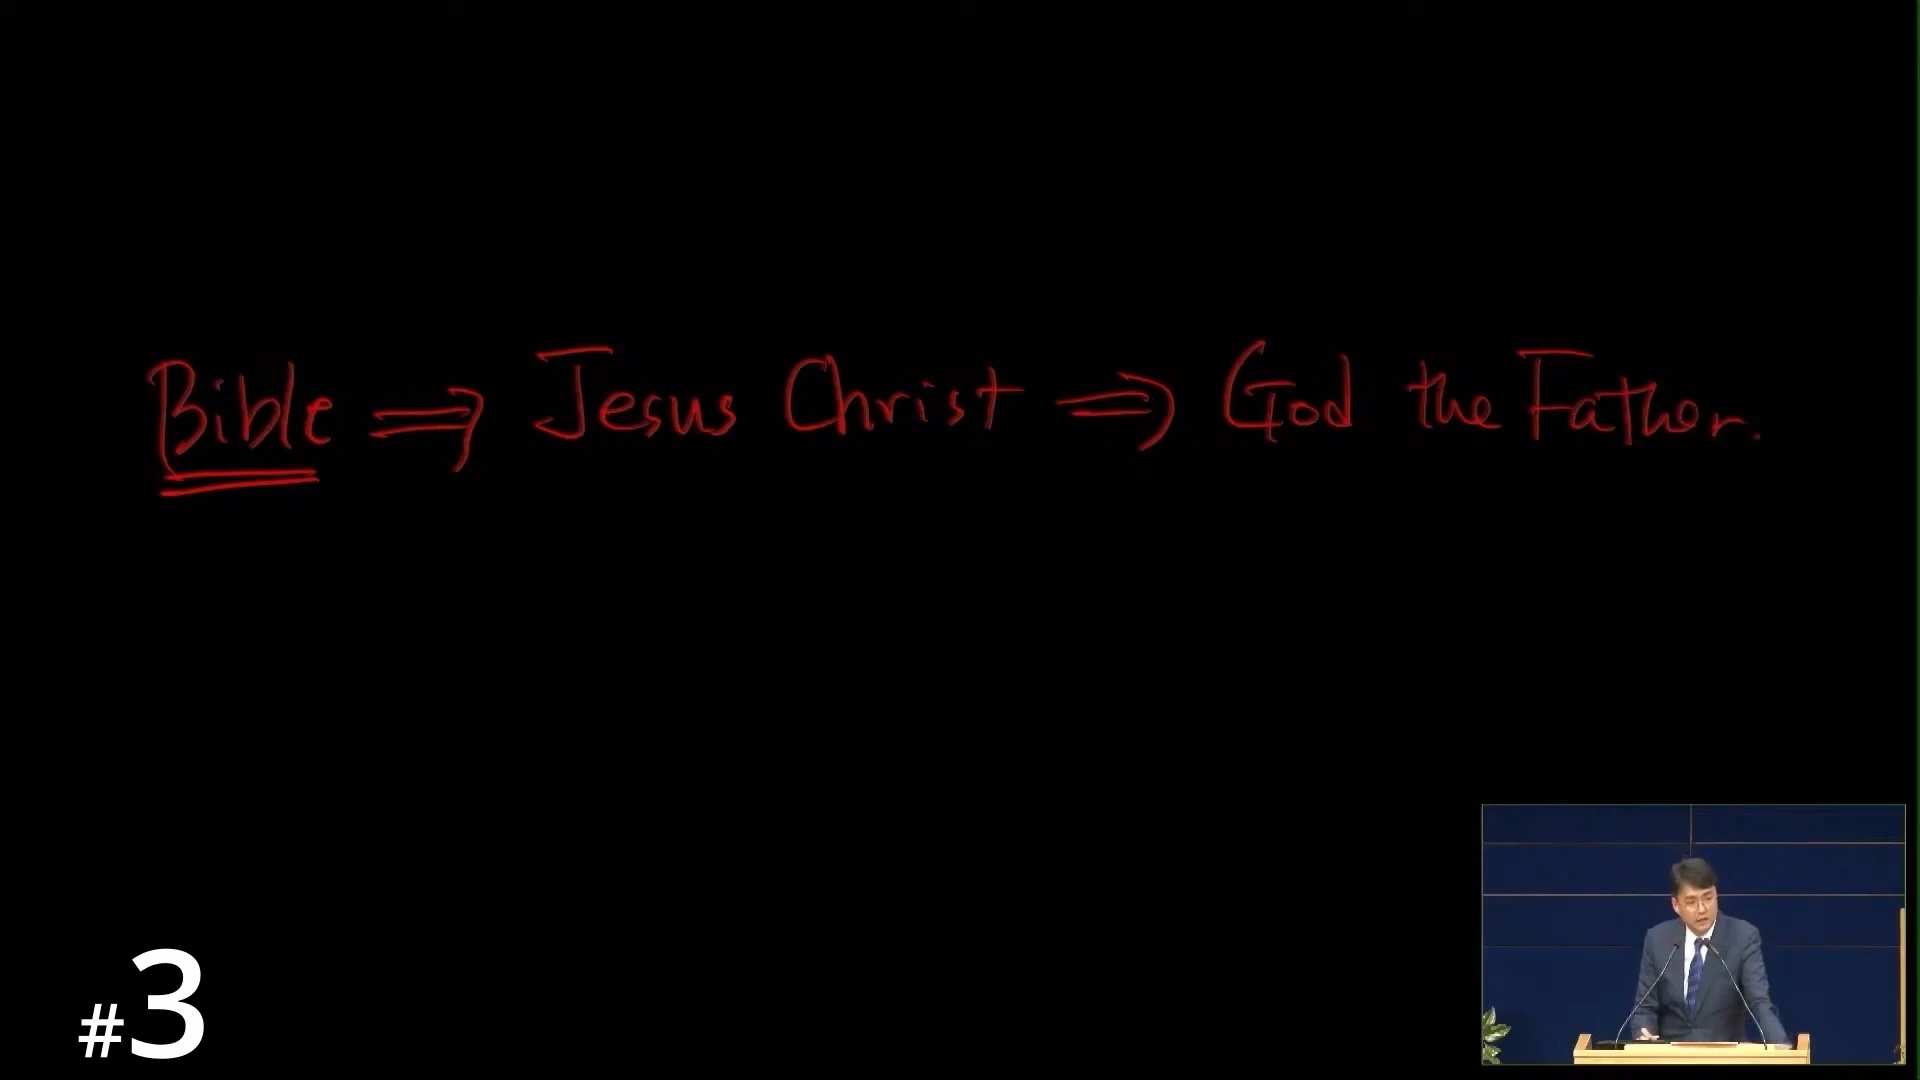 Bible ⇒ Jesus Christ ⇒ God the Father.
#3